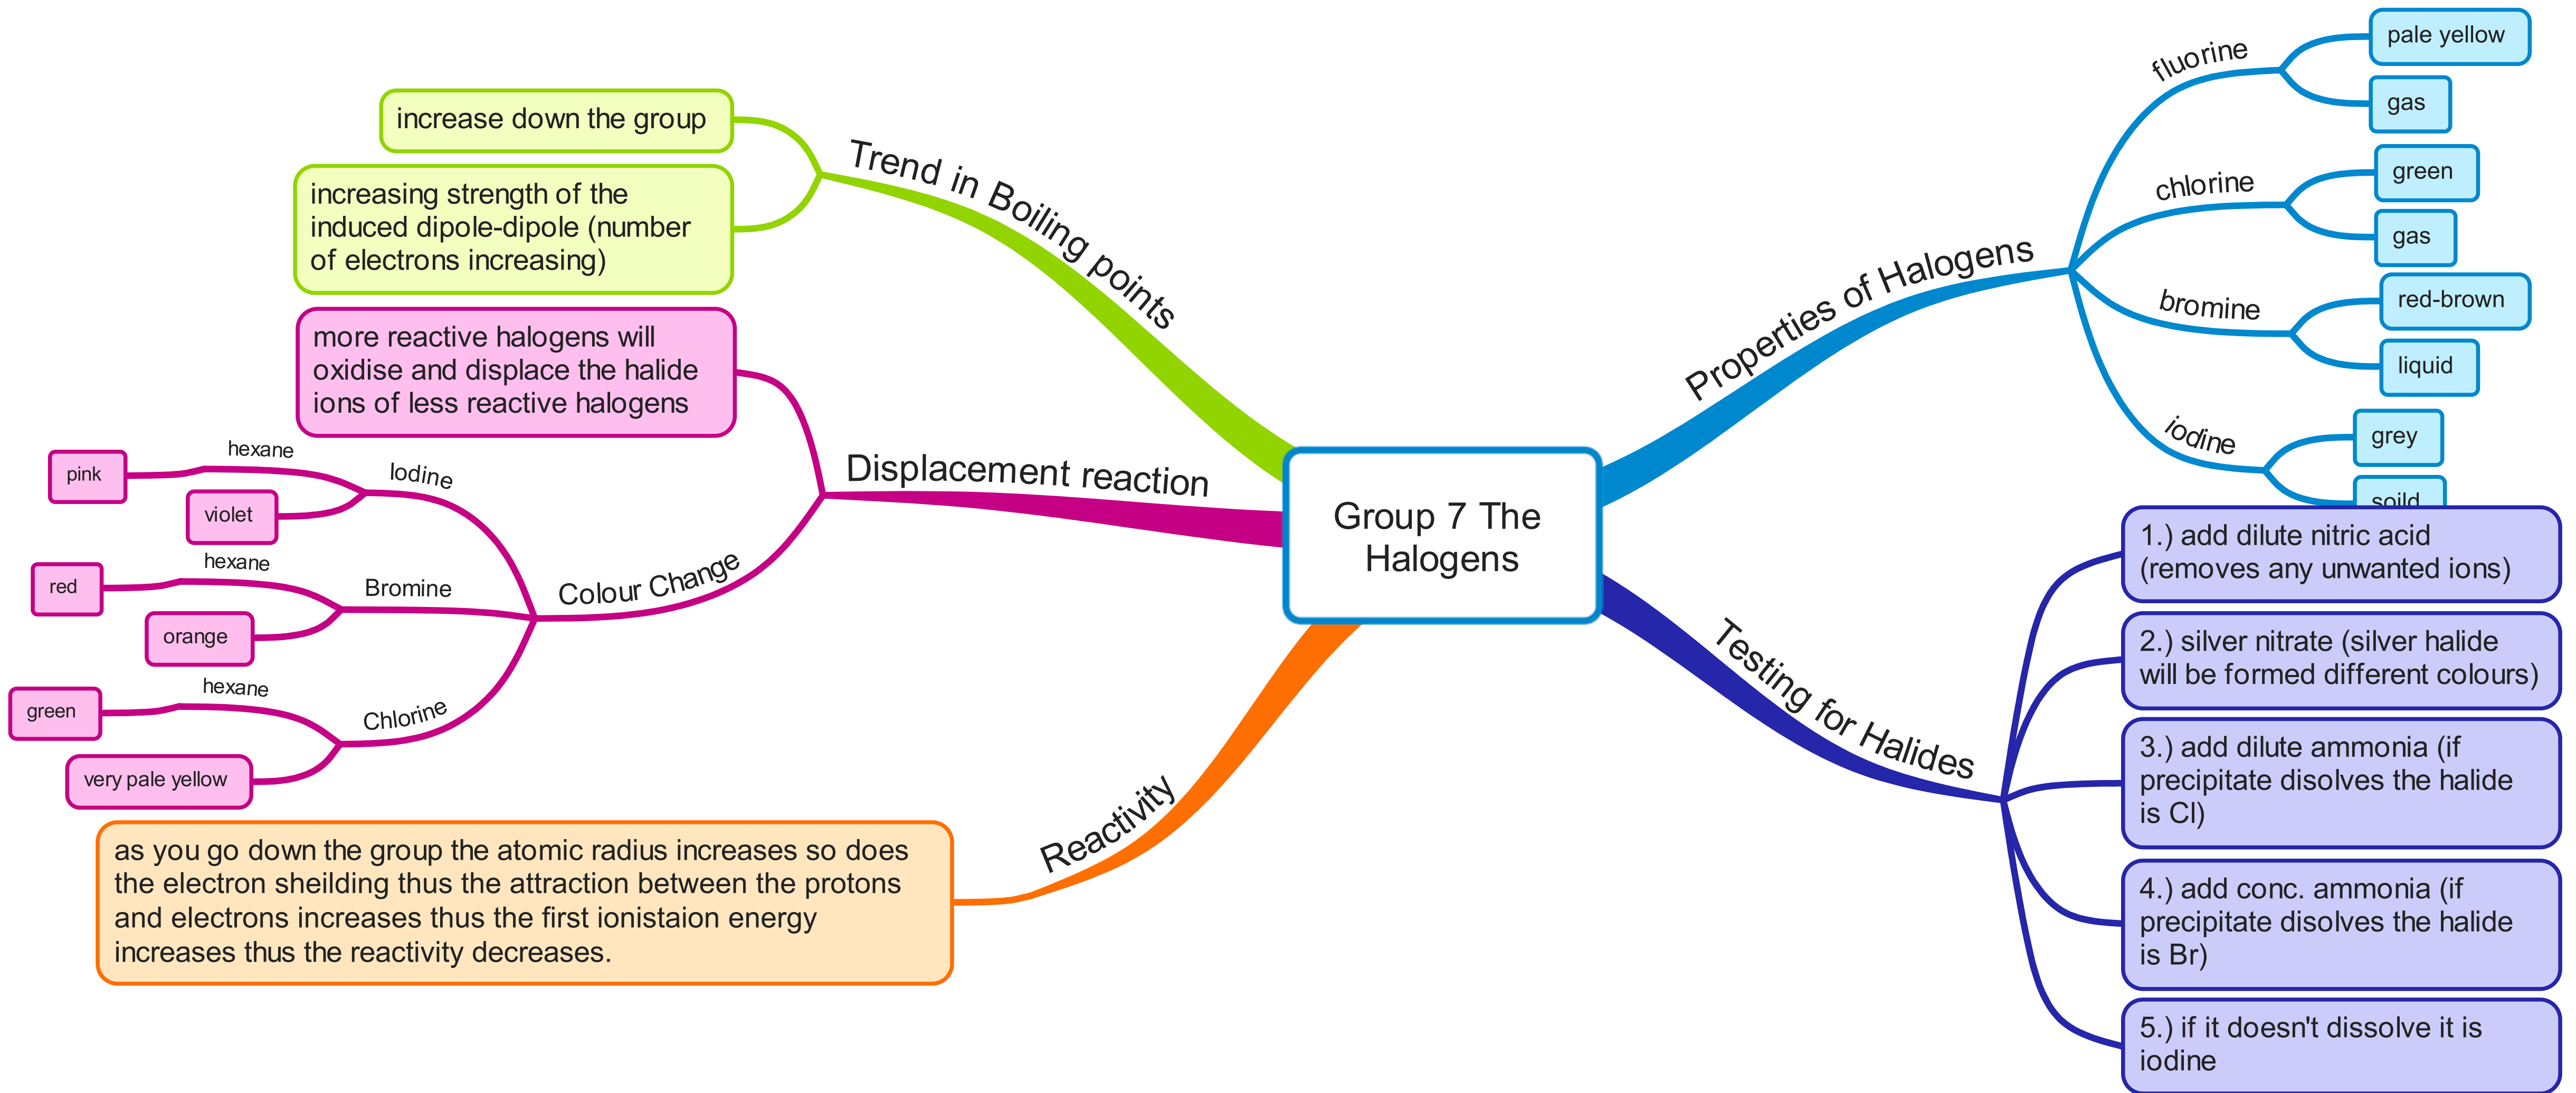 Group 7 The
Halogens
Properties of Halogens
fluorine
pale yellow
gas
chlorine
green
gas
bromine
red-brown
liquid
iodine
grey
soild
Testing for Halides
1.) add dilute nitric acid
(removes any unwanted ions)
2.) silver nitrate (silver halide
will be formed different colours)
3.) add dilute ammonia (if
precipitate disolves the halide
is Cl)
4.) add conc. ammonia (if
precipitate disolves the halide
is Br)
5.) if it doesn't dissolve it is
iodine
Trend in Boiling points
increase down the group
increasing strength of the
induced dipole-dipole (number
of electrons increasing)
Displacement reaction
more reactive halogens will
oxidise and displace the halide
ions of less reactive halogens
Colour Change
Iodine
hexane
pink
violet
Bromine
hexane
red
orange
Chlorine
hexane
green
very pale yellow
Reactivity
as you go down the group the atomic radius increases so does
the electron sheilding thus the attraction between the protons
and electrons increases thus the first ionistaion energy
increases thus the reactivity decreases.